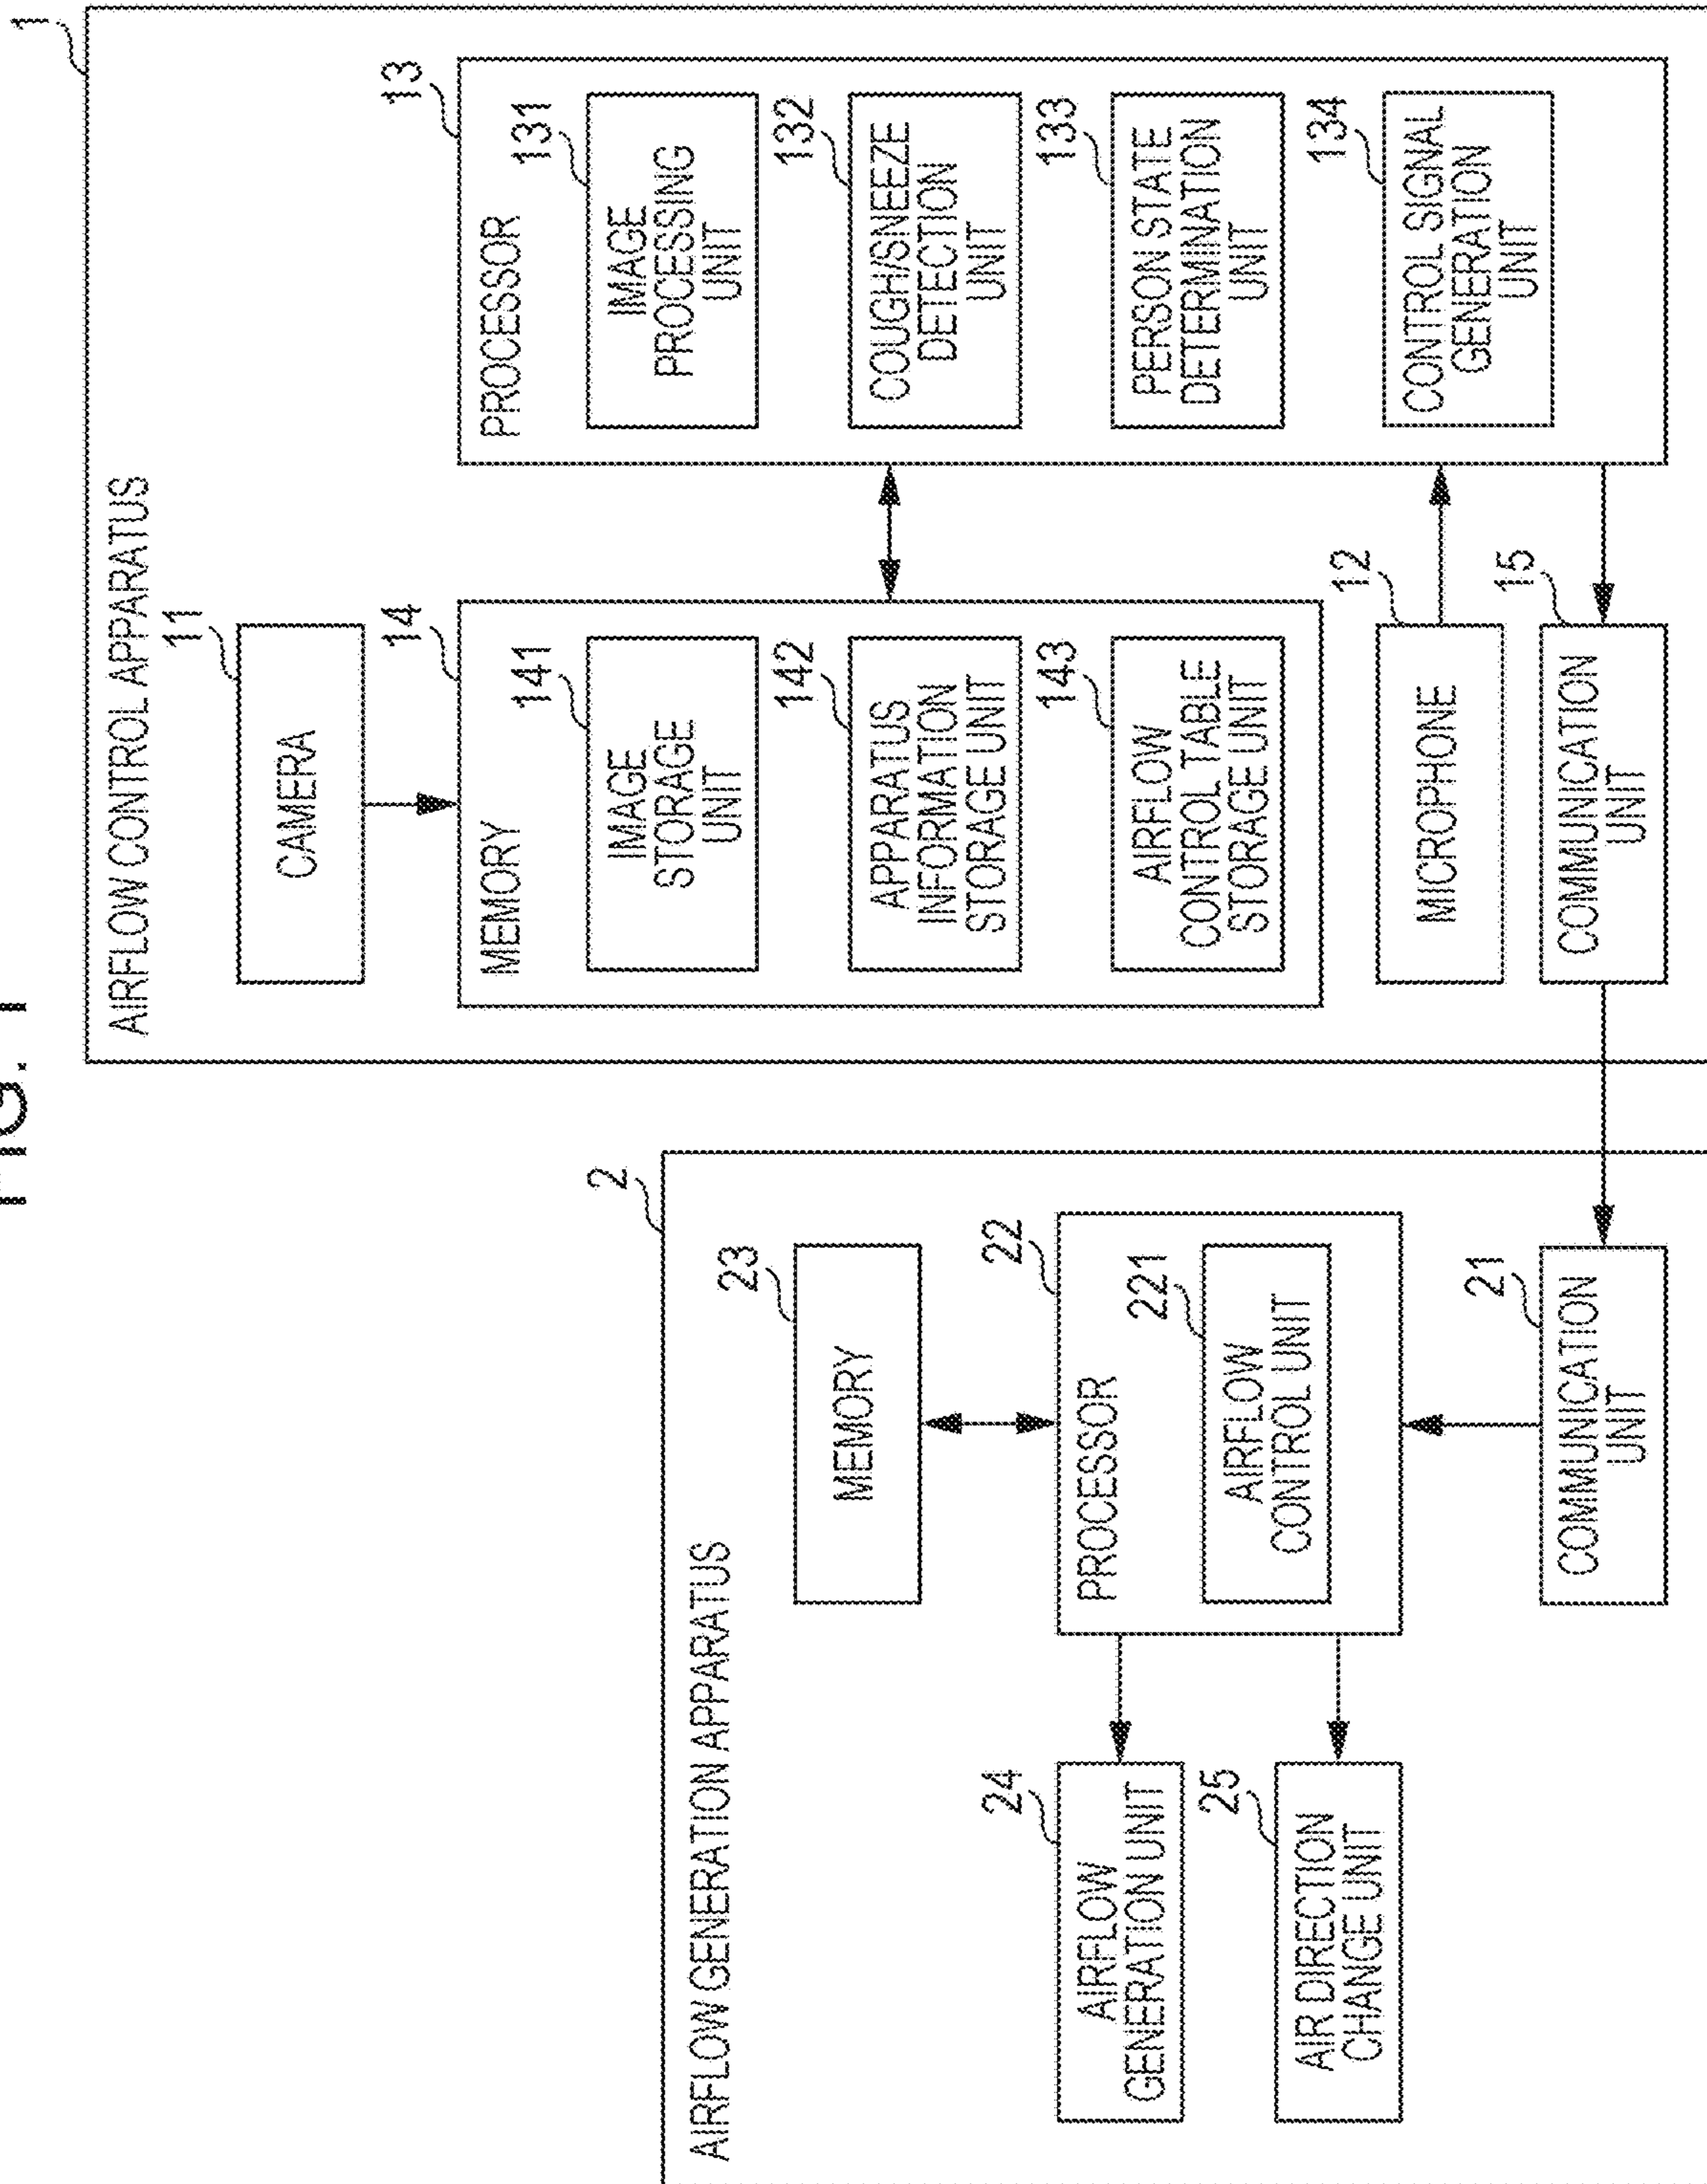 FIG. 1
1
AIRFLOW CONTROL APPARATUS
11
CAMERA
14
MEMORY
141
IMAGE
STORAGE
UNIT
142
APPARATUS
INFORMATION
STORAGE UNIT
143
AIRFLOW
CONTROL TABLE
STORAGE UNIT
13
PROCESSOR
131
IMAGE
PROCESSING
UNIT
132
COUGH/SNEEZE
DETECTION
UNIT
133
PERSON STATE
DETERMINATION
UNIT
134
CONTROL SIGNAL
GENERATION
UNIT
12
MICROPHONE
15
COMMUNICATION
UNIT
2
AIRFLOW GENERATION APPARATUS
23
MEMORY
22
PROCESSOR
221
AIRFLOW
CONTROL UNIT
24
AIRFLOW
GENERATION UNIT
25
AIR DIRECTION
CHANGE UNIT
21
COMMUNICATION
UNIT